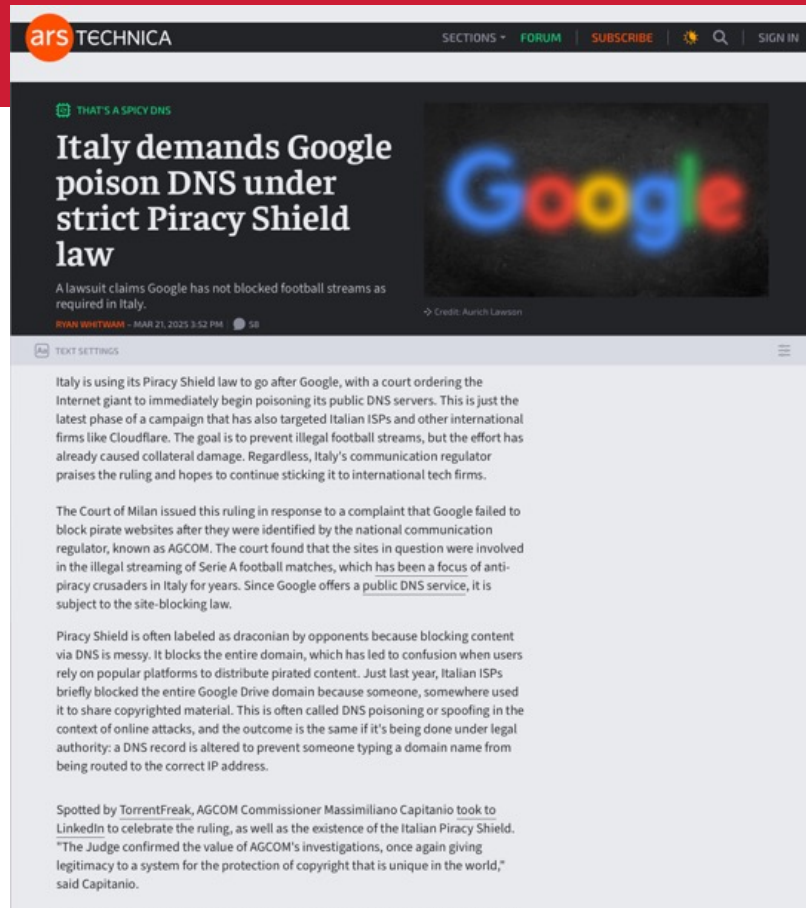 ars TECHNICA
SECTIONS
FORUM
SUBSCRIBE
SIGN IN
THAT'S A SPICY DNS
Italy demands Google
poison DNS under
strict Piracy Shield
law
A lawsuit claims Google has not blocked football streams as
required in Italy.
RYAN WHITWAM – MAR 21, 2025 3:52 PM | 58
Google
Credit: Aurich Lawson
Aa TEXT SETTINGS
Italy is using its Piracy Shield law to go after Google, with a court ordering the
Internet giant to immediately begin poisoning its public DNS servers. This is just the
latest phase of a campaign that has also targeted Italian ISPs and other international
firms like Cloudflare. The goal is to prevent illegal football streams, but the effort has
already caused collateral damage. Regardless, Italy's communication regulator
praises the ruling and hopes to continue sticking it to international tech firms.
The Court of Milan issued this ruling in response to a complaint that Google failed to
block pirate websites after they were identified by the national communication
regulator, known as AGCOM. The court found that the sites in question were involved
in the illegal streaming of Serie A football matches, which has been a focus of anti-
piracy crusaders in Italy for years. Since Google offers a public DNS service, it is
subject to the site-blocking law.
Piracy Shield is often labeled as draconian by opponents because blocking content
via DNS is messy. It blocks the entire domain, which has led to confusion when users
rely on popular platforms to distribute pirated content. Just last year, Italian ISPs
briefly blocked the entire Google Drive domain because someone, somewhere used
it to share copyrighted material. This is often called DNS poisoning or spoofing in the
context of online attacks, and the outcome is the same if it's being done under legal
authority: a DNS record is altered to prevent someone typing a domain name from
being routed to the correct IP address.
Spotted by TorrentFreak, AGCOM Commissioner Massimiliano Capitanio took to
LinkedIn to celebrate the ruling, as well as the existence of the Italian Piracy Shield.
"The Judge confirmed the value of AGCOM's investigations, once again giving
legitimacy to a system for the protection of copyright that is unique in the world,"
said Capitanio.